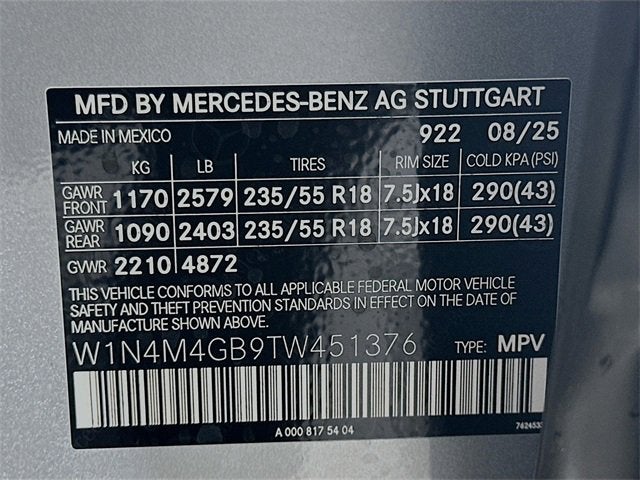 MFD BY MERCEDES-BENZ AG STUTTGART
MADE IN MEXICO 922 08/25
KG LB TIRES RIM SIZE COLD KPA (PSI)
GAWR FRONT 1170 2579 235/55 R18 7.5Jx18 290(43)
GAWR REAR 1090 2403 235/55 R18 7.5Jx18 290(43)
GVWR 2210 4872
THIS VEHICLE CONFORMS TO ALL APPLICABLE FEDERAL MOTOR VEHICLE
SAFETY AND THEFT PREVENTION STANDARDS IN EFFECT ON THE DATE OF
MANUFACTURE SHOWN ABOVE.
W1N4M4GB9TW451376 TYPE: MPV
A 000 817 54 04